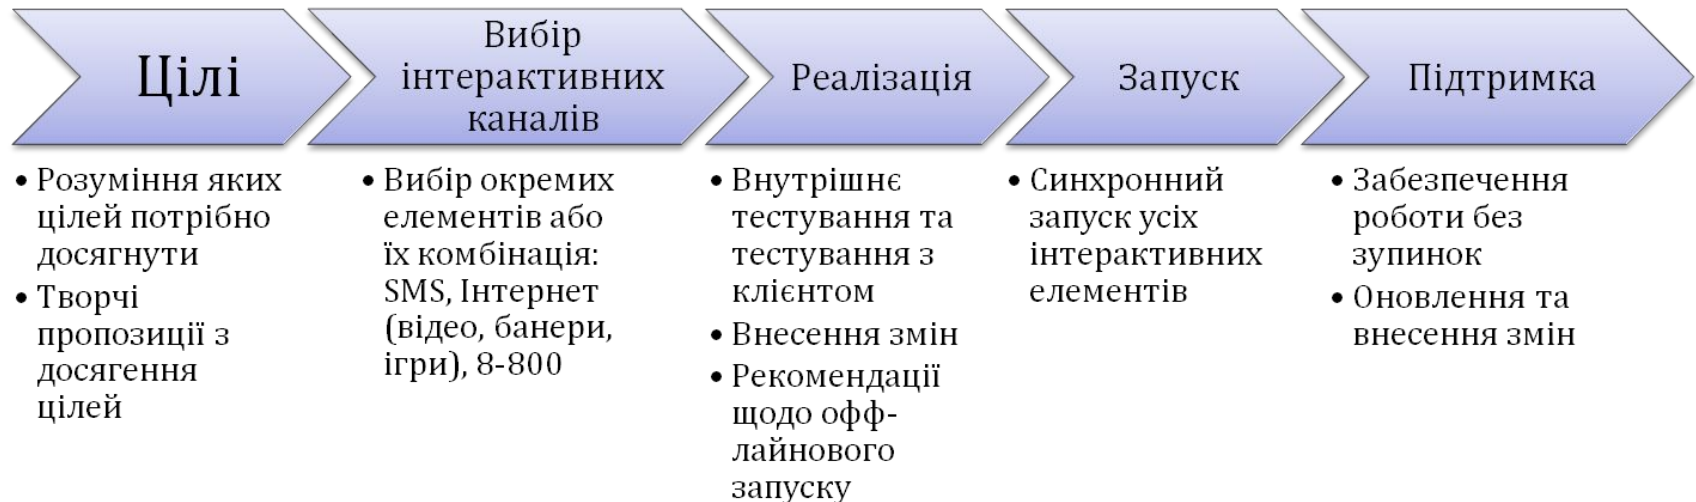 Цілі
Вибір
інтерактивних
каналів
Реалізація
Запуск
Підтримка
• Розуміння яких
цілей потрібно
досягнути
• Творчі
пропозиції з
досягення
цілей
• Вибір окремих
елементів або
їх комбінація:
SMS, Інтернет
(відео, банери,
ігри), 8-800
• Внутрішнє
тестування та
тестування з
клієнтом
• Внесення змін
• Рекомендації
щодо офф-
лайнового
запуску
• Синхронний
запуск усіх
інтерактивних
елементів
• Забезпечення
роботи без
зупинок
• Оновлення та
внесення змін